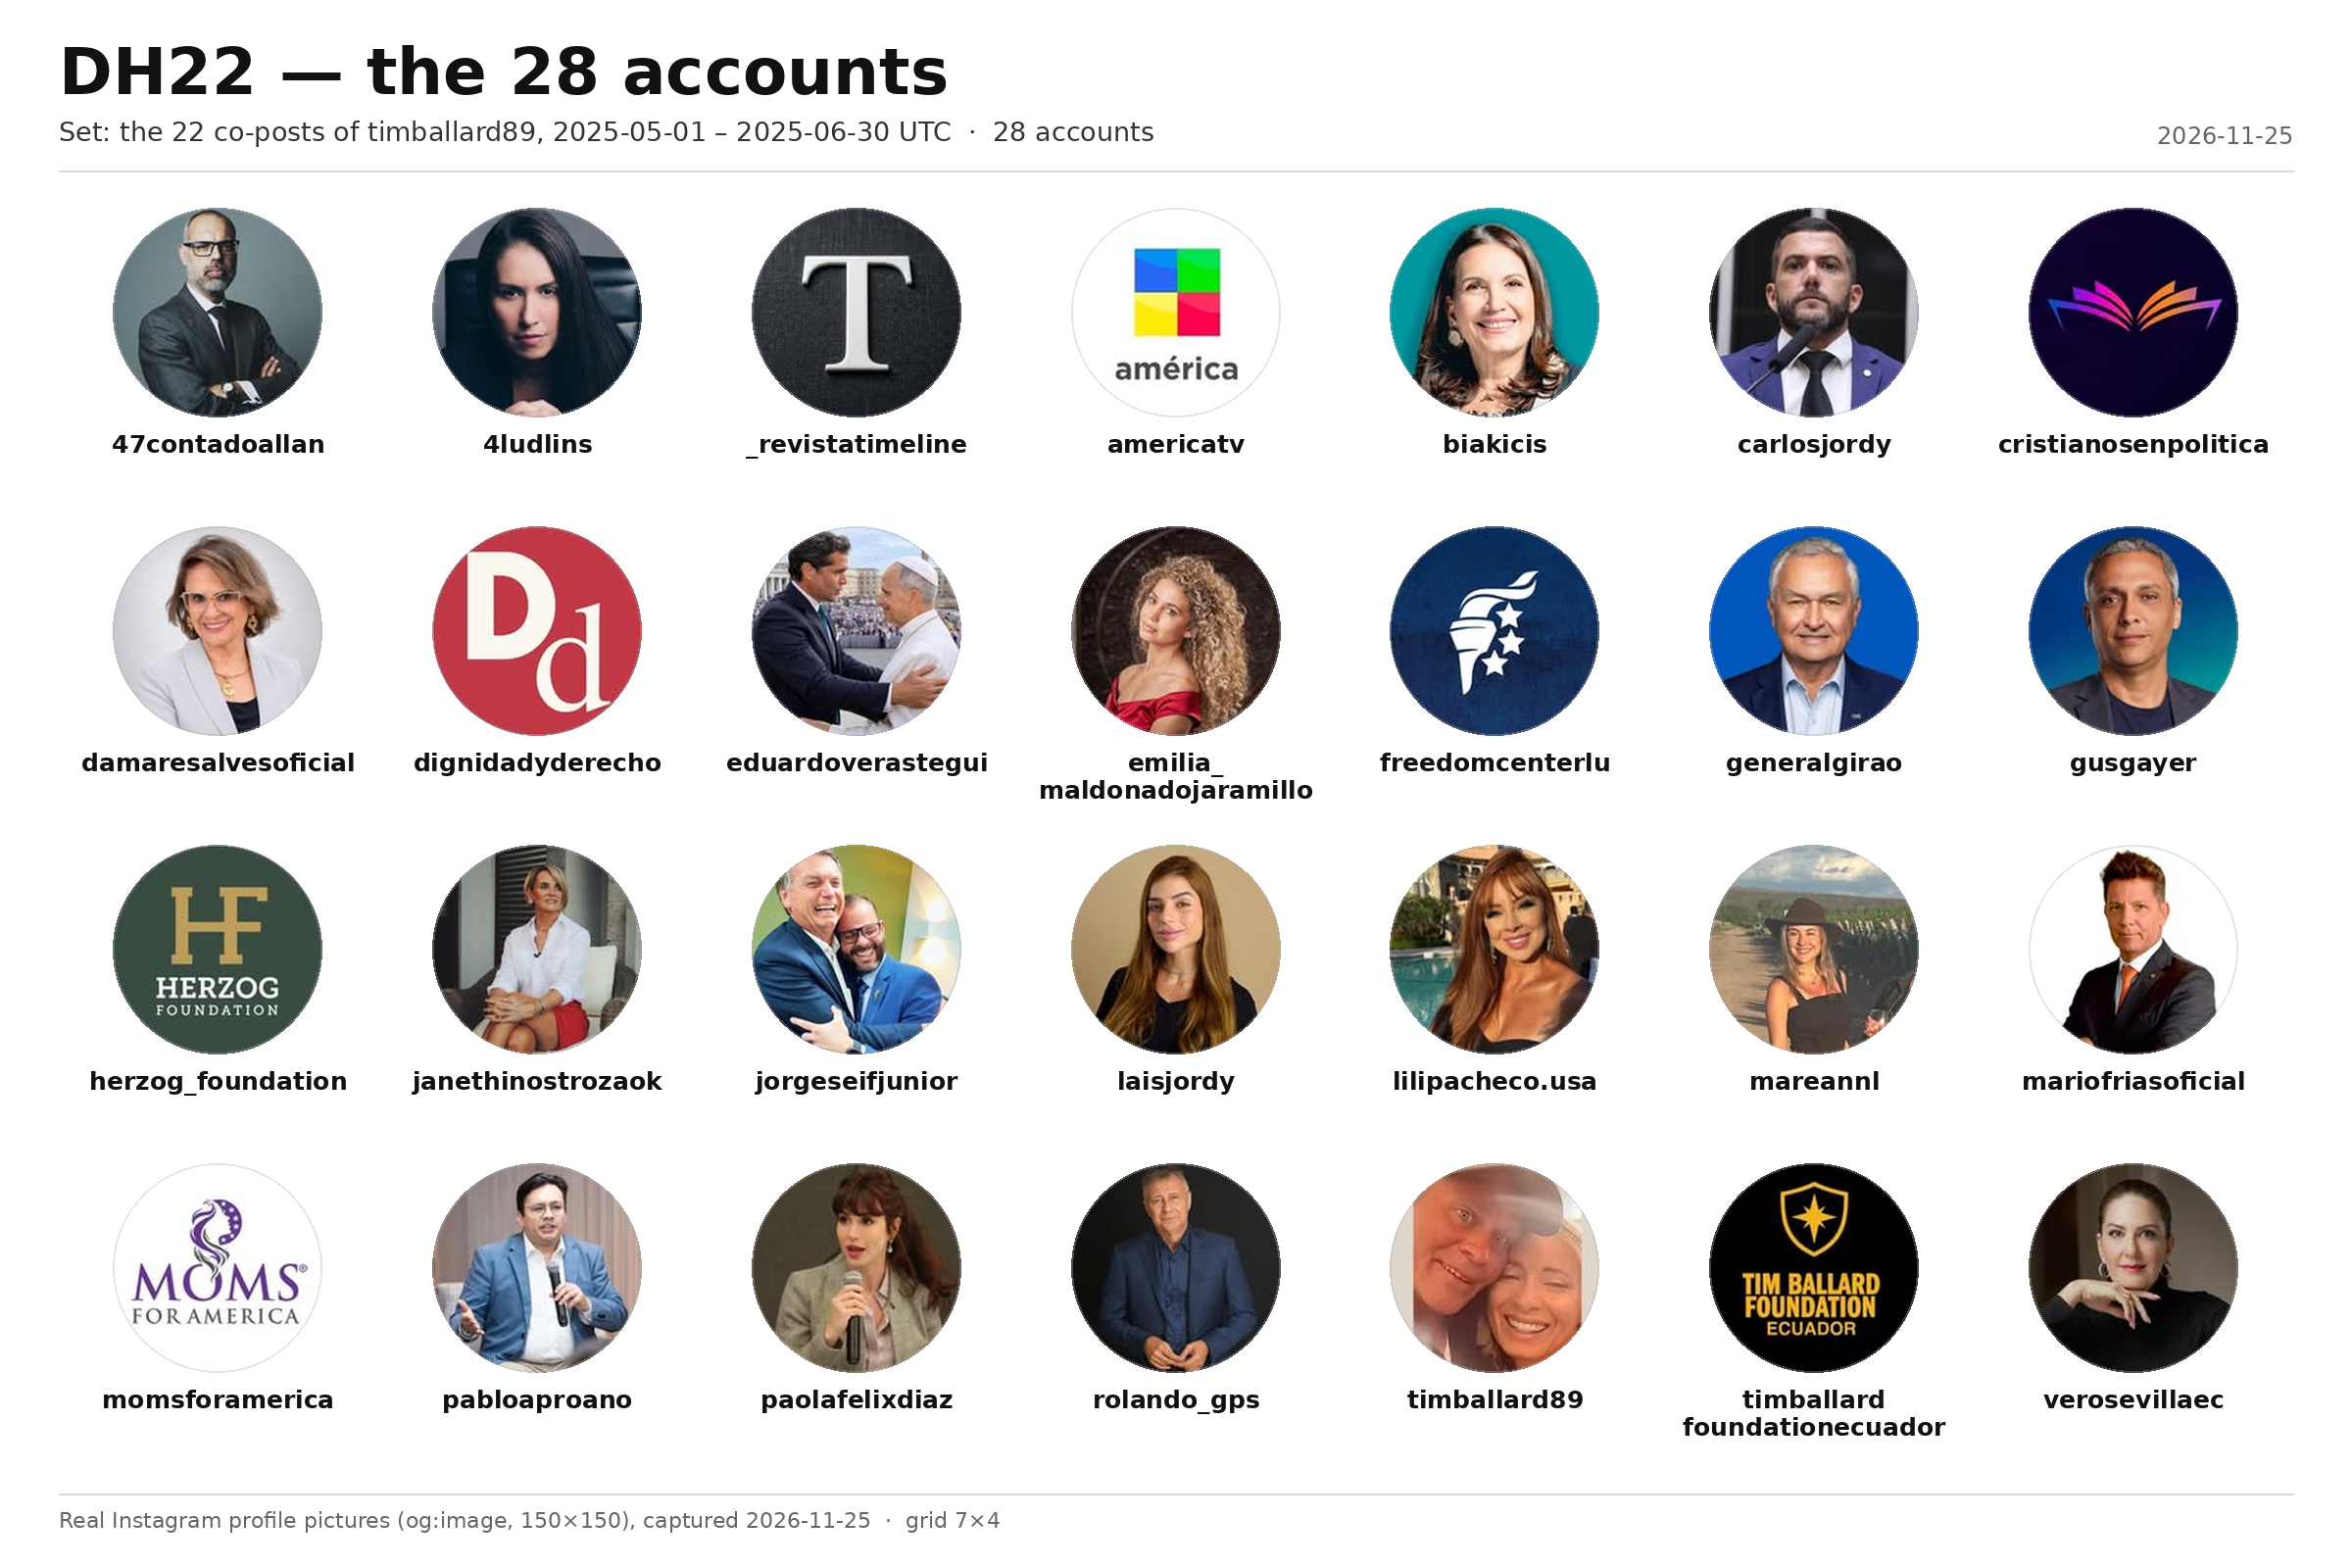 DH22 — the 28 accounts
Set: the 22 co-posts of timballard89, 2025-05-01 – 2025-06-30 UTC · 28 accounts
2026-11-25
T
américa
47contadoallan
4ludlins
_revistatimeline
americatv
biakicis
carlosjordy
cristianosenpolitica
Dd
damaresalvesoficial
dignidadyderecho
eduardoverastegui
emilia_
maldonadojaramillo
freedomcenterlu
generalgirao
gusgayer
HF
HERZOG
FOUNDATION
herzog_foundation
janethinostrozaok
jorgeseifjunior
laisjordy
lilipacheco.usa
mareannl
mariofriasoficial
MOMS®
FOR AMERICA
TIM BALLARD
FOUNDATION
ECUADOR
momsforamerica
pabloaproano
paolafelixdiaz
rolando_gps
timballard89
timballard
foundationecuador
verosevillaec
Real Instagram profile pictures (og:image, 150×150), captured 2026-11-25 · grid 7×4